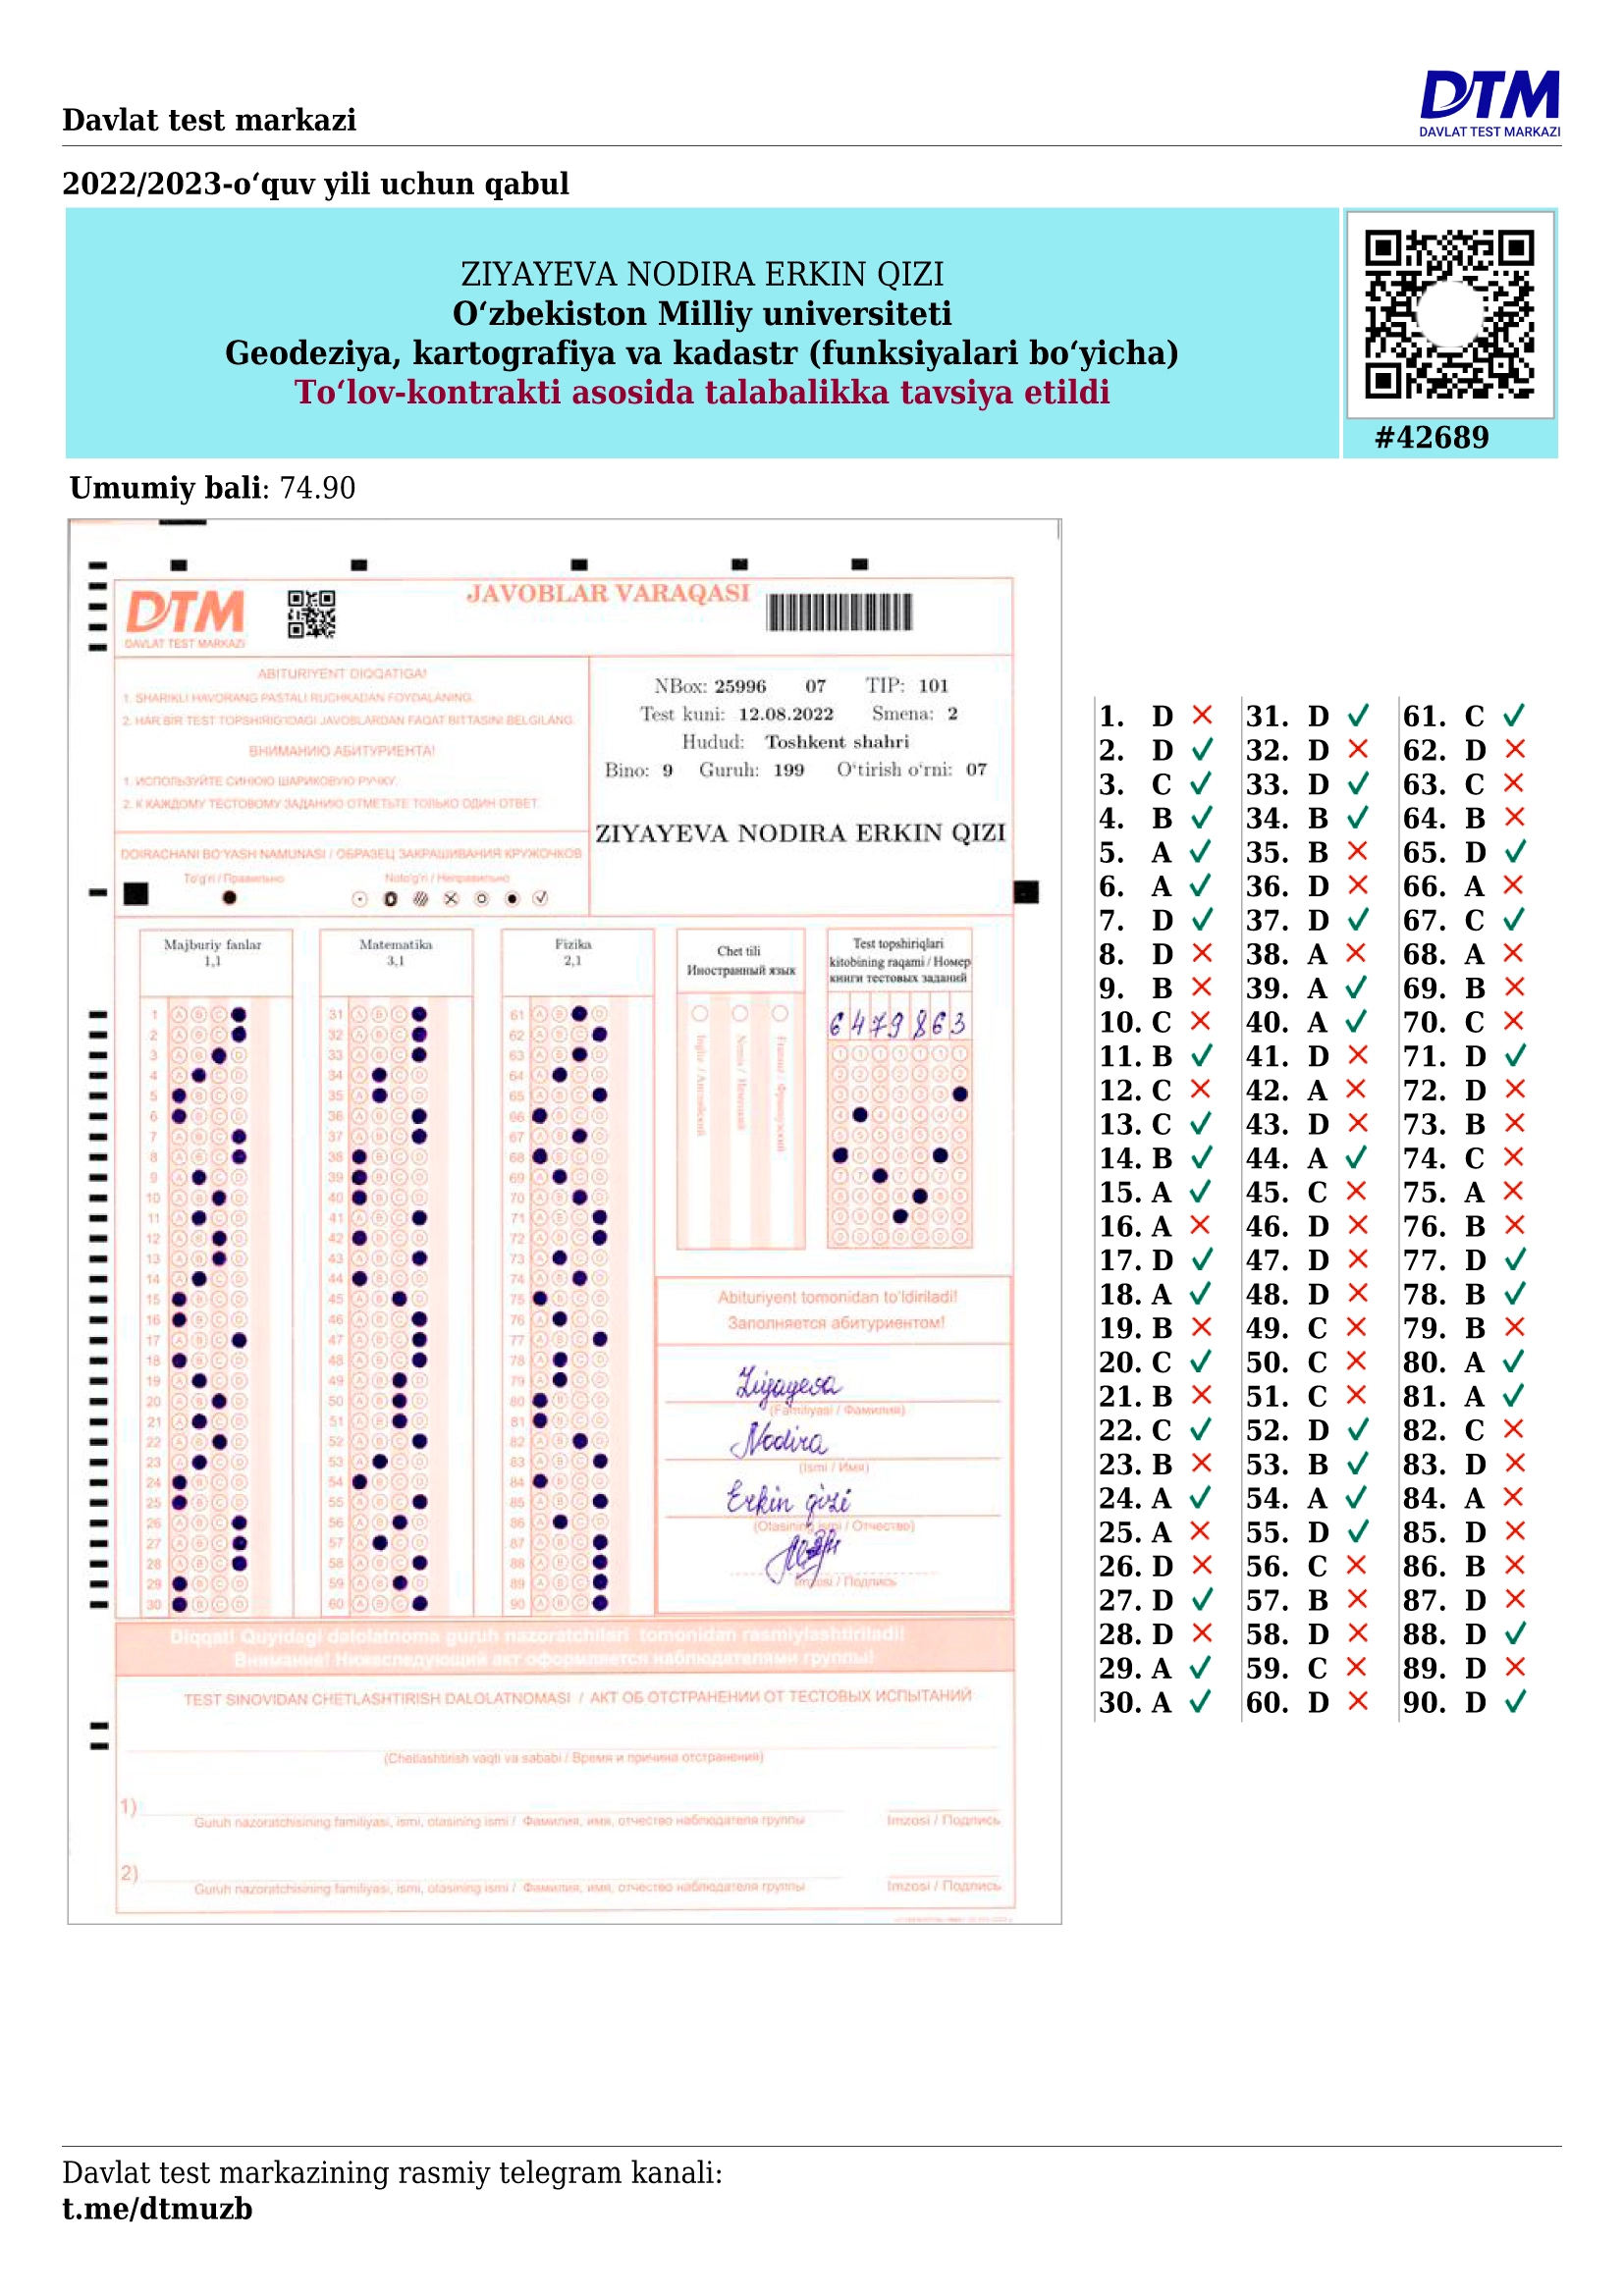 Davlat test markazi
DTM
DAVLAT TEST MARKAZI
2022/2023-o‘quv yili uchun qabul
ZIYAYEVA NODIRA ERKIN QIZI
O‘zbekiston Milliy universiteti
Geodeziya, kartografiya va kadastr (funksiyalari bo‘yicha)
To‘lov-kontrakti asosida talabalikka tavsiya etildi
#42689
Umumiy bali: 74.90
DTM
DAVLAT TEST MARKAZI
JAVOBLAR VARAQASI
ABITURIYENT DIQQATIGA!
1. SHARIKLI HAVORANG PASTALI RUCHKADAN FOYDALANING.
2. HAR BIR TEST TOPSHIRIG'IDAGI JAVOBLARDAN FAQAT BITTASINI BELGILANG.
ВНИМАНИЮ АБИТУРИЕНТА!
1. ИСПОЛЬЗУЙТЕ СИНЮЮ ШАРИКОВУЮ РУЧКУ.
2. К КАЖДОМУ ТЕСТОВОМУ ЗАДАНИЮ ОТМЕТЬТЕ ТОЛЬКО ОДИН ОТВЕТ.
NBox: 25996 07 TIP: 101
Test kuni: 12.08.2022 Smena: 2
Hudud: Toshkent shahri
Bino: 9 Guruh: 199 O'tirish o'rni: 07
ZIYAYEVA NODIRA ERKIN QIZI
DOIRACHANI BO'YASH NAMUNASI / ОБРАЗЕЦ ЗАКРАШИВАНИЯ КРУЖОЧКОВ
To'g'ri / Правильно Noto'g'ri / Неправильно
Majburiy fanlar
1,1
Matematika
3,1
Fizika
2,1
Chet tili
Иностранный язык
Test topshiriqlari
kitobining raqami / Номер
книги тестовых заданий
6479863
Ingliz / Английский
Nemis / Немецкий
Fransuz / Французский
Abituriyent tomonidan to'ldiriladi!
Заполняется абитуриентом!
Ziyayeva
(Familiyasi / Фамилия)
Nodira
(Ismi / Имя)
Erkin qizi
(Otasining ismi / Отчество)
Imzosi / Подпись
Diqqat! Quyidagi dalolatnoma guruh nazoratchilari tomonidan rasmiylashtiriladi!
Внимание! Нижеследующий акт оформляется наблюдателями группы!
TEST SINOVIDAN CHETLASHTIRISH DALOLATNOMASI / АКТ ОБ ОТСТРАНЕНИИ ОТ ТЕСТОВЫХ ИСПЫТАНИЙ
(Chetlashtirish vaqti va sababi / Время и причина отстранения)
1)
Guruh nazoratchisining familiyasi, ismi, otasining ismi / Фамилия, имя, отчество наблюдателя группы Imzosi / Подпись
2)
Guruh nazoratchisining familiyasi, ismi, otasining ismi / Фамилия, имя, отчество наблюдателя группы Imzosi / Подпись
1. D ✗ 31. D ✓ 61. C ✓
2. D ✓ 32. D ✗ 62. D ✗
3. C ✓ 33. D ✓ 63. C ✗
4. B ✓ 34. B ✓ 64. B ✗
5. A ✓ 35. B ✗ 65. D ✓
6. A ✓ 36. D ✗ 66. A ✗
7. D ✓ 37. D ✓ 67. C ✓
8. D ✗ 38. A ✗ 68. A ✗
9. B ✗ 39. A ✓ 69. B ✗
10. C ✗ 40. A ✓ 70. C ✗
11. B ✓ 41. D ✗ 71. D ✓
12. C ✗ 42. A ✗ 72. D ✗
13. C ✓ 43. D ✗ 73. B ✗
14. B ✓ 44. A ✓ 74. C ✗
15. A ✓ 45. C ✗ 75. A ✗
16. A ✗ 46. D ✗ 76. B ✗
17. D ✓ 47. D ✗ 77. D ✓
18. A ✓ 48. D ✗ 78. B ✓
19. B ✗ 49. C ✗ 79. B ✗
20. C ✓ 50. C ✗ 80. A ✓
21. B ✗ 51. C ✗ 81. A ✓
22. C ✓ 52. D ✓ 82. C ✗
23. B ✗ 53. B ✓ 83. D ✗
24. A ✓ 54. A ✓ 84. A ✗
25. A ✗ 55. D ✓ 85. D ✗
26. D ✗ 56. C ✗ 86. B ✗
27. D ✓ 57. B ✗ 87. D ✗
28. D ✗ 58. D ✗ 88. D ✓
29. A ✓ 59. C ✗ 89. D ✗
30. A ✓ 60. D ✗ 90. D ✓
Davlat test markazining rasmiy telegram kanali:
t.me/dtmuzb